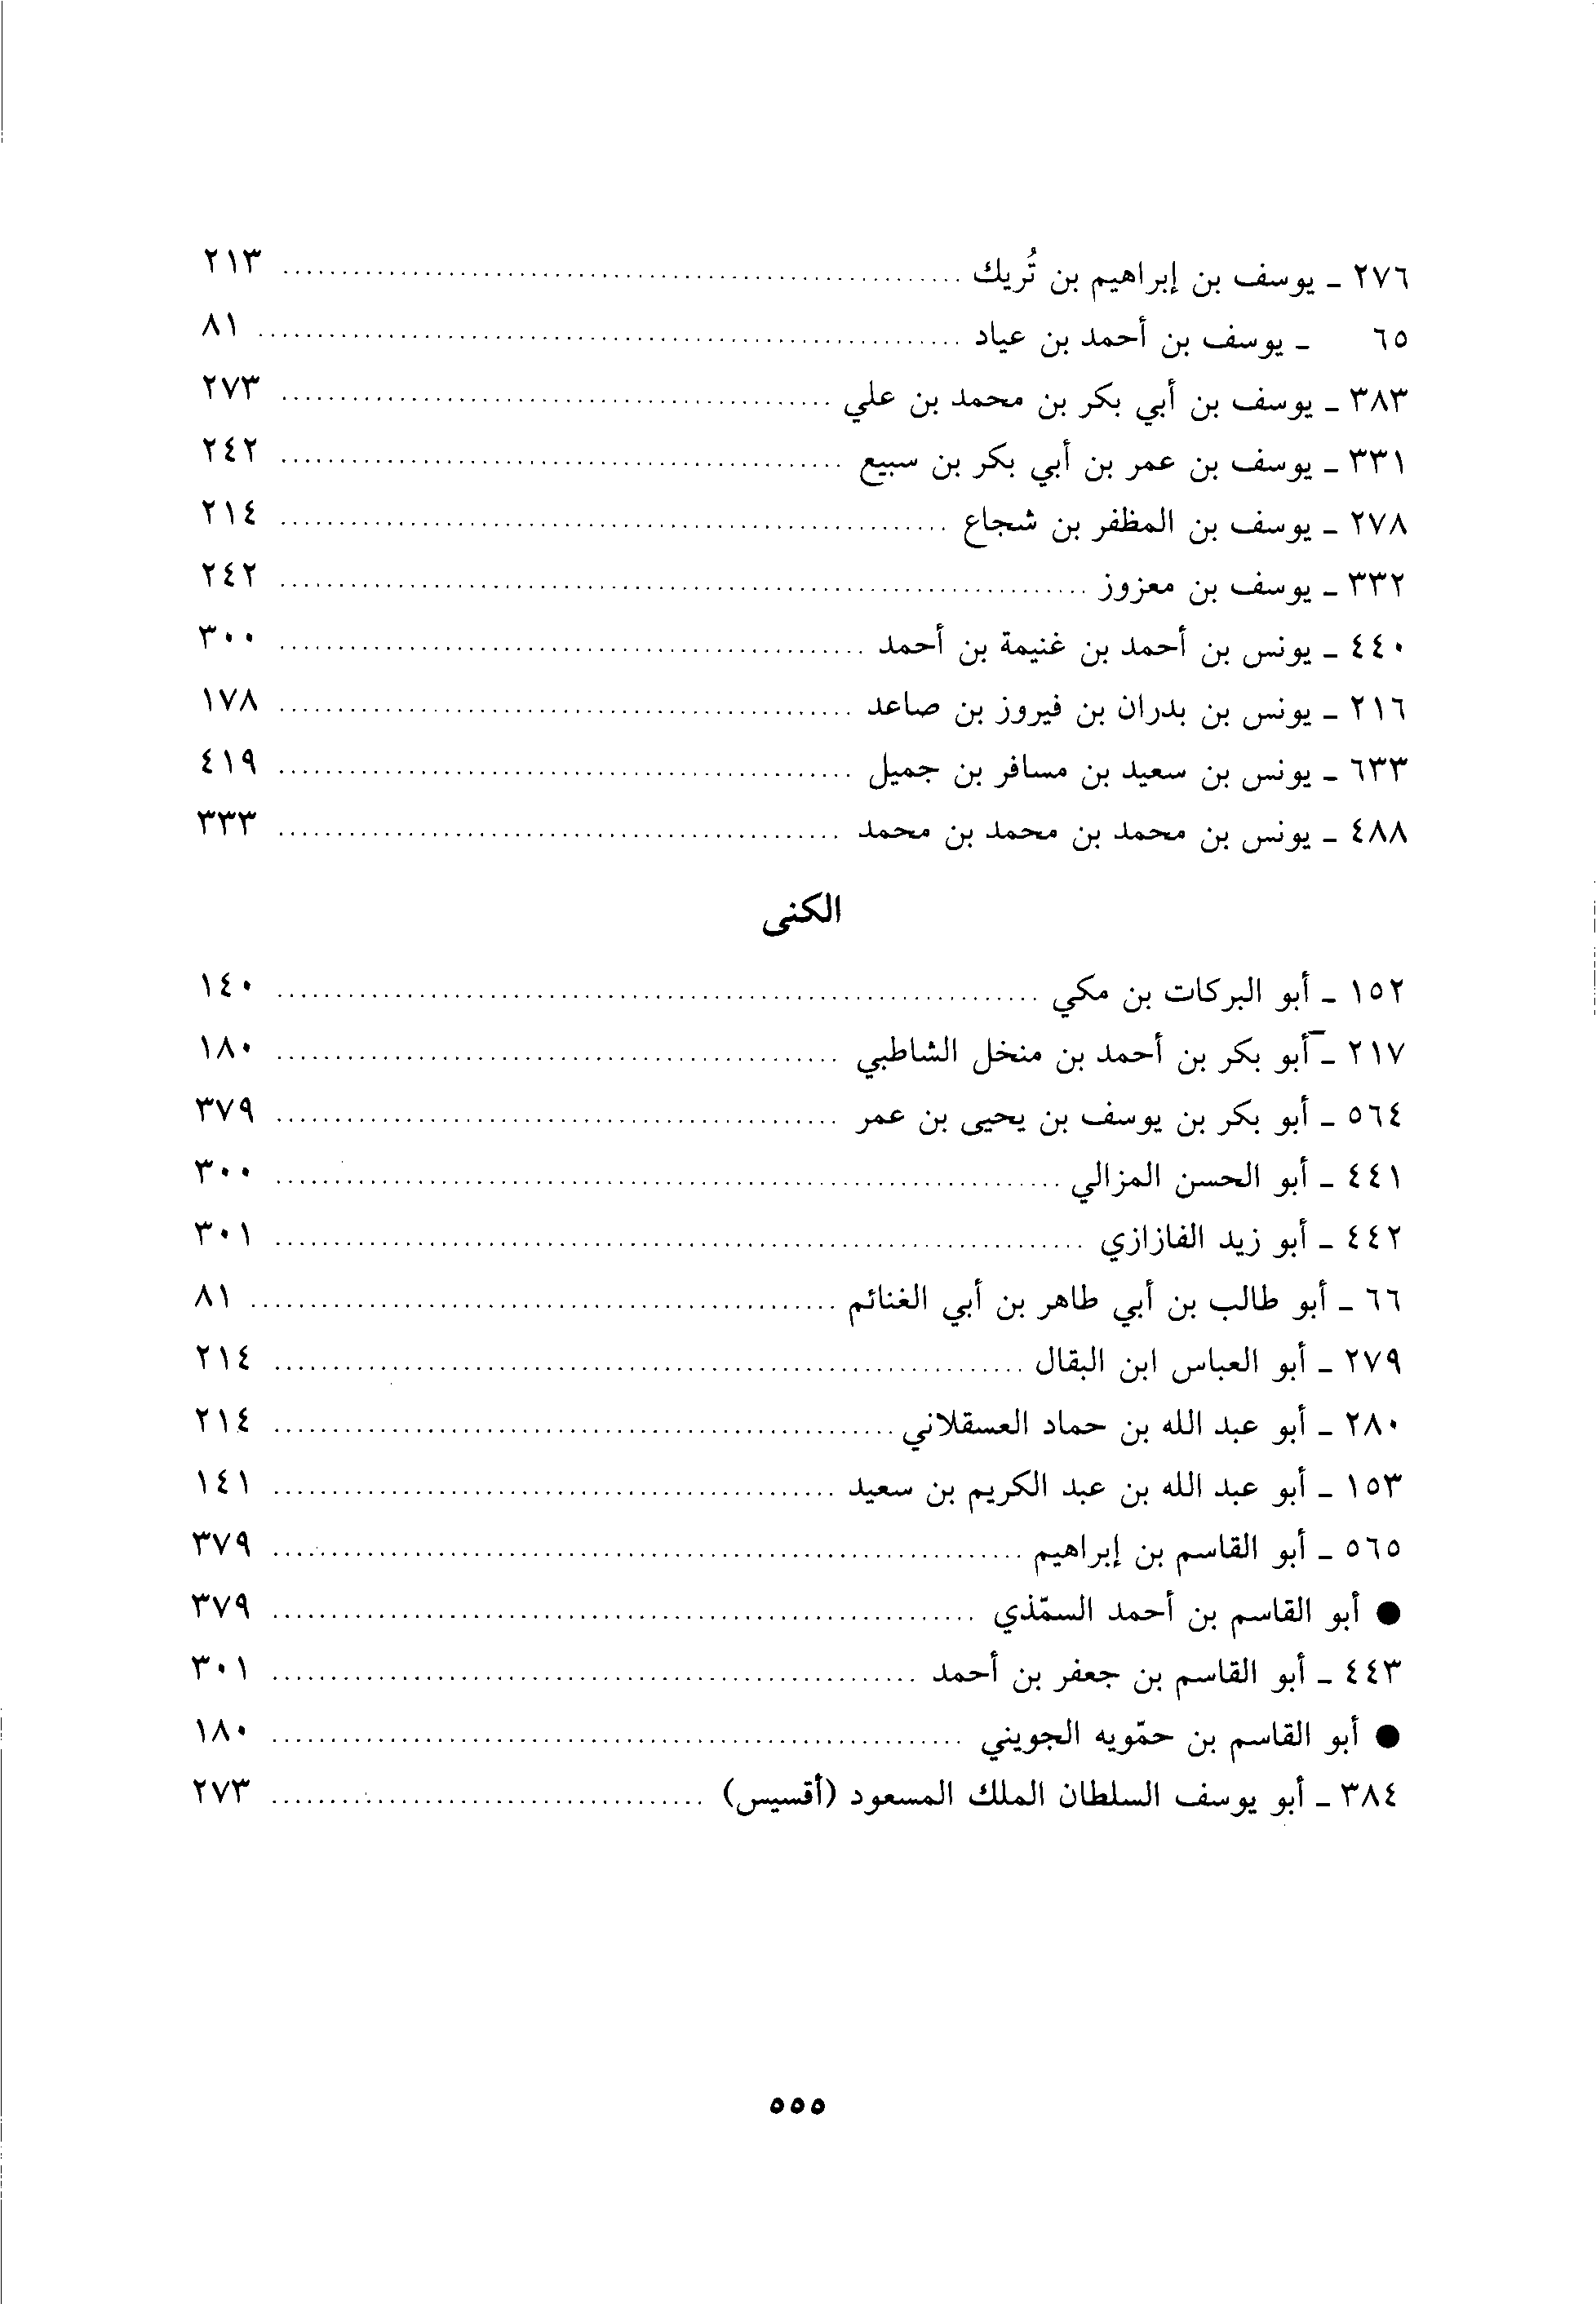 ٢٧٦ - يوسف بن إبراهيم بن تُريك ........ ٢١٣
٦٥ - يوسف بن أحمد بن عياد ........ ٨١
٣٨٣ - يوسف بن أبي بكر بن محمد بن علي ........ ٢٧٣
٣٣١ - يوسف بن عمر بن أبي بكر بن سبيع ........ ٢٤٢
٢٧٨ - يوسف بن المظفر بن شجاع ........ ٢١٤
٣٣٢ - يوسف بن معزوز ........ ٢٤٢
٤٤٠ - يونس بن أحمد بن غنيمة بن أحمد ........ ٣٠٠
٢١٦ - يونس بن بدران بن فيروز بن صاعد ........ ١٧٨
٦٣٣ - يونس بن سعيد بن مسافر بن جميل ........ ٤١٩
٤٨٨ - يونس بن محمد بن محمد بن محمد ........ ٣٣٣
الكنى
١٥٢ - أبو البركات بن مكي ........ ١٤٠
٢١٧ - أبو بكر بن أحمد بن منخل الشاطبي ........ ١٨٠
٥٦٤ - أبو بكر بن يوسف بن يحيى بن عمر ........ ٣٧٩
٤٤١ - أبو الحسن المزالي ........ ٣٠٠
٤٤٢ - أبو زيد الفازازي ........ ٣٠١
٦٦ - أبو طالب بن أبي طاهر بن أبي الغنائم ........ ٨١
٢٧٩ - أبو العباس ابن البقال ........ ٢١٤
٢٨٠ - أبو عبد الله بن حماد العسقلاني ........ ٢١٤
١٥٣ - أبو عبد الله بن عبد الكريم بن سعيد ........ ١٤١
٥٦٥ - أبو القاسم بن إبراهيم ........ ٣٧٩
● أبو القاسم بن أحمد السمّذي ........ ٣٧٩
٤٤٣ - أبو القاسم بن جعفر بن أحمد ........ ٣٠١
● أبو القاسم بن حمّويه الجويني ........ ١٨٠
٣٨٤ - أبو يوسف السلطان الملك المسعود (أقسيس) ........ ٢٧٣
٥٥٥